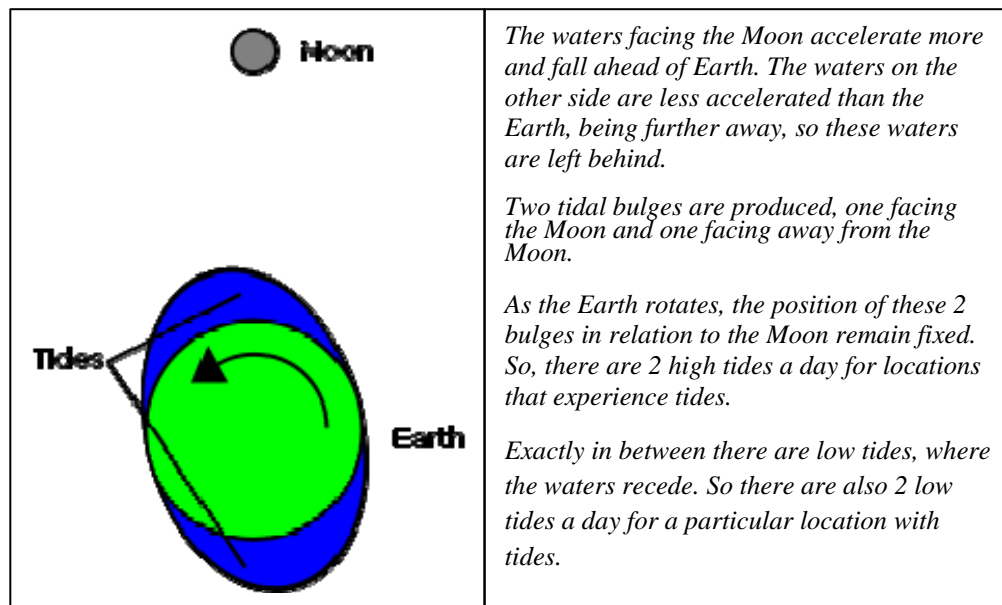 Moon
Tides
Earth
The waters facing the Moon accelerate more
and fall ahead of Earth. The waters on the
other side are less accelerated than the
Earth, being further away, so these waters
are left behind.
Two tidal bulges are produced, one facing
the Moon and one facing away from the
Moon.
As the Earth rotates, the position of these 2
bulges in relation to the Moon remain fixed.
So, there are 2 high tides a day for locations
that experience tides.
Exactly in between there are low tides, where
the waters recede. So there are also 2 low
tides a day for a particular location with
tides.